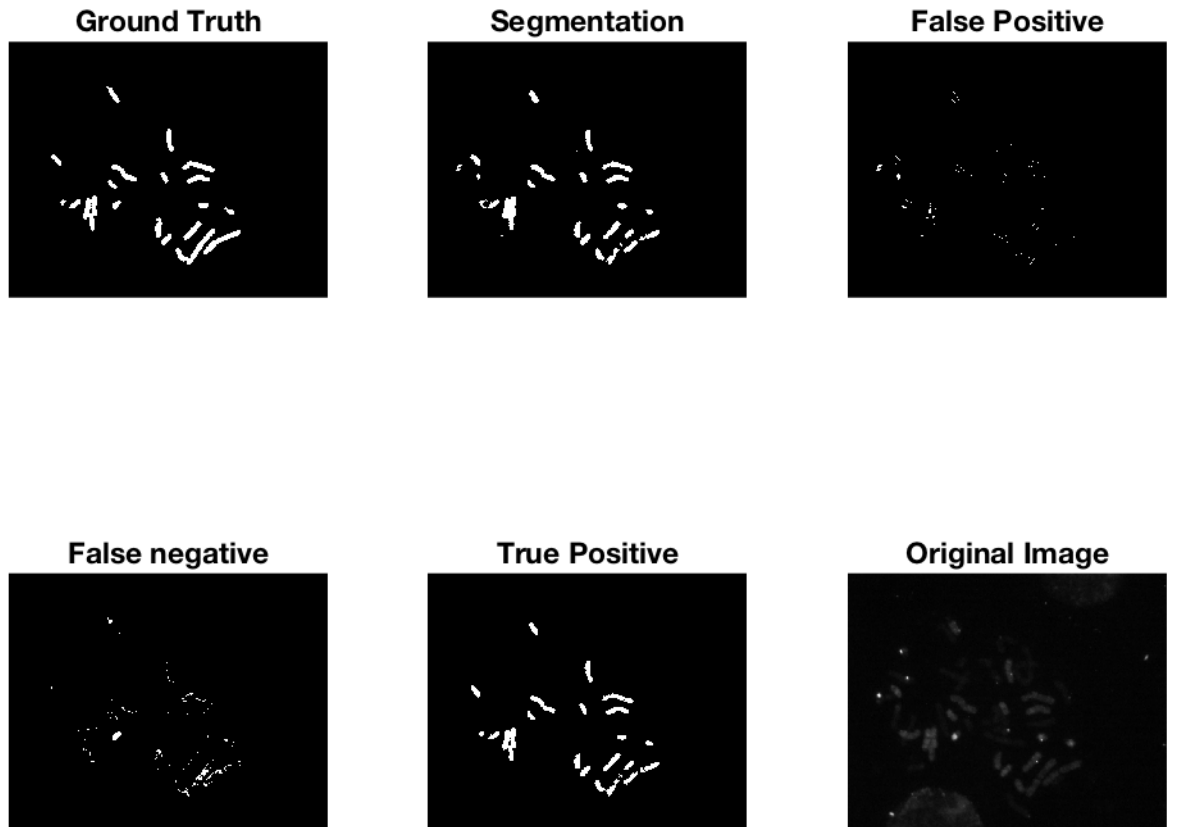 Ground Truth
Segmentation
False Positive
False negative
True Positive
Original Image